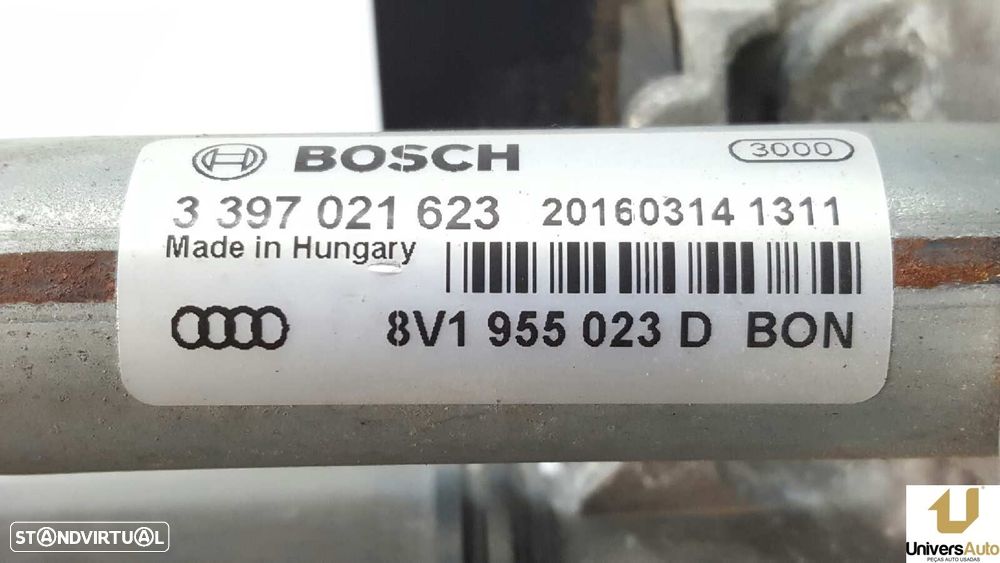 BOSCH
3000
3 397 021 623 20160314 1311
Made in Hungary
8V1 955 023 D BON
STANDVIRTUAL
UniversAuto
PEÇAS AUTO USADAS